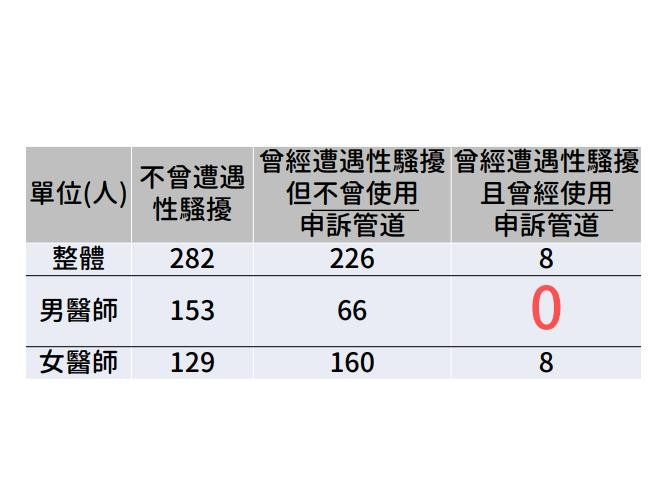 單位(人) 不曾遭遇性騷擾 曾經遭遇性騷擾但不曾使用申訴管道 曾經遭遇性騷擾且曾經使用申訴管道
整體 282 226 8
男醫師 153 66 0
女醫師 129 160 8